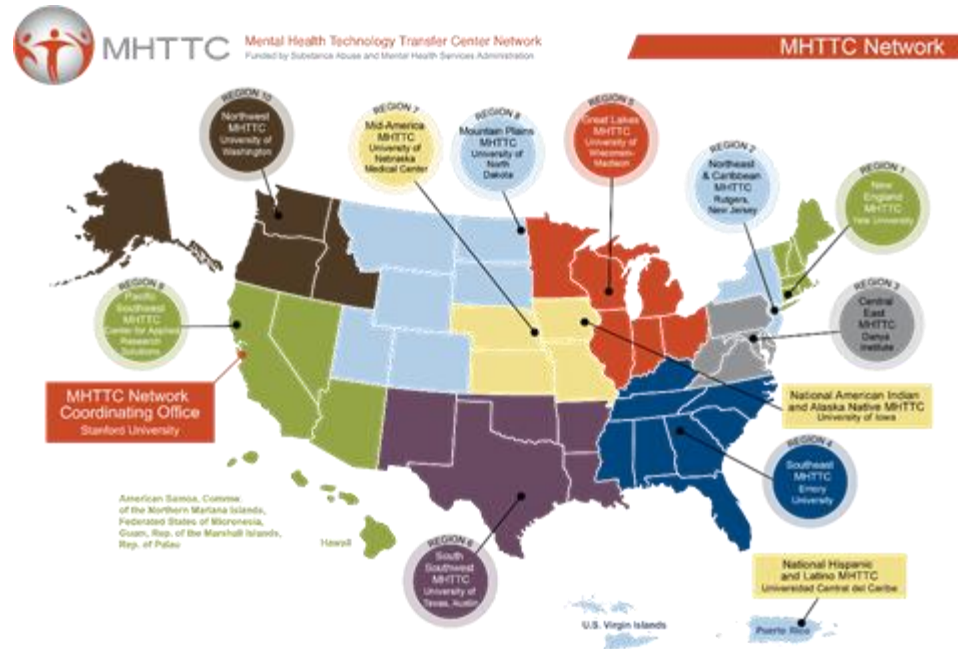 MHTTC
Mental Health Technology Transfer Center Network
Funded by Substance Abuse and Mental Health Services Administration
MHTTC Network
REGION 10
Northwest
MHTTC
University of
Washington
REGION 7
Mid-America
MHTTC
University of
Nebraska
Medical Center
REGION 8
Mountain Plains
MHTTC
University of
North
Dakota
REGION 5
Great Lakes
MHTTC
University of
Wisconsin-
Madison
REGION 2
Northeast
& Caribbean
MHTTC
Rutgers,
New Jersey
REGION 1
New
England
MHTTC
Yale University
REGION 9
Pacific
Southwest
MHTTC
Center for Applied
Research
Solutions
REGION 3
Central
East
MHTTC
Danya
Institute
MHTTC Network
Coordinating Office
Stanford University
National American Indian
and Alaska Native MHTTC
University of Iowa
REGION 4
Southeast
MHTTC
Emory
University
American Samoa, Commw.
of the Northern Mariana Islands,
Federated States of Micronesia,
Guam, Rep. of the Marshall Islands,
Rep. of Palau
Hawaii
REGION 6
South
Southwest
MHTTC
University of
Texas, Austin
National Hispanic
and Latino MHTTC
Universidad Central del Caribe
U.S. Virgin Islands
Puerto Rico